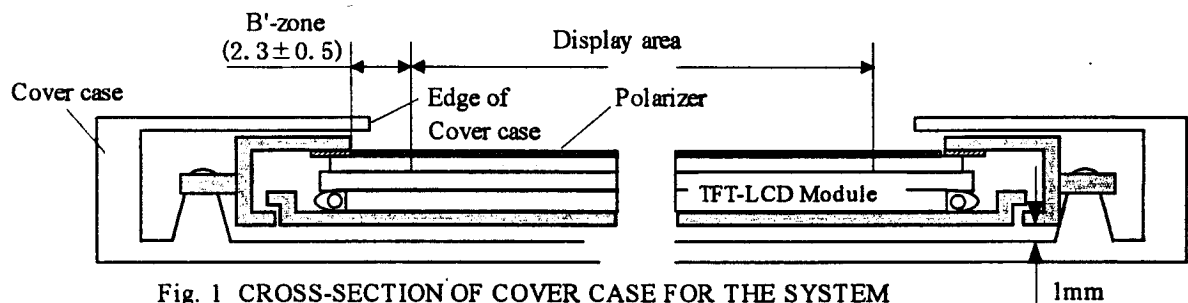 B'-zone
(2.3±0.5)
Display area
Cover case
Edge of
Cover case
Polarizer
TFT-LCD Module
1mm
Fig. 1 CROSS-SECTION OF COVER CASE FOR THE SYSTEM